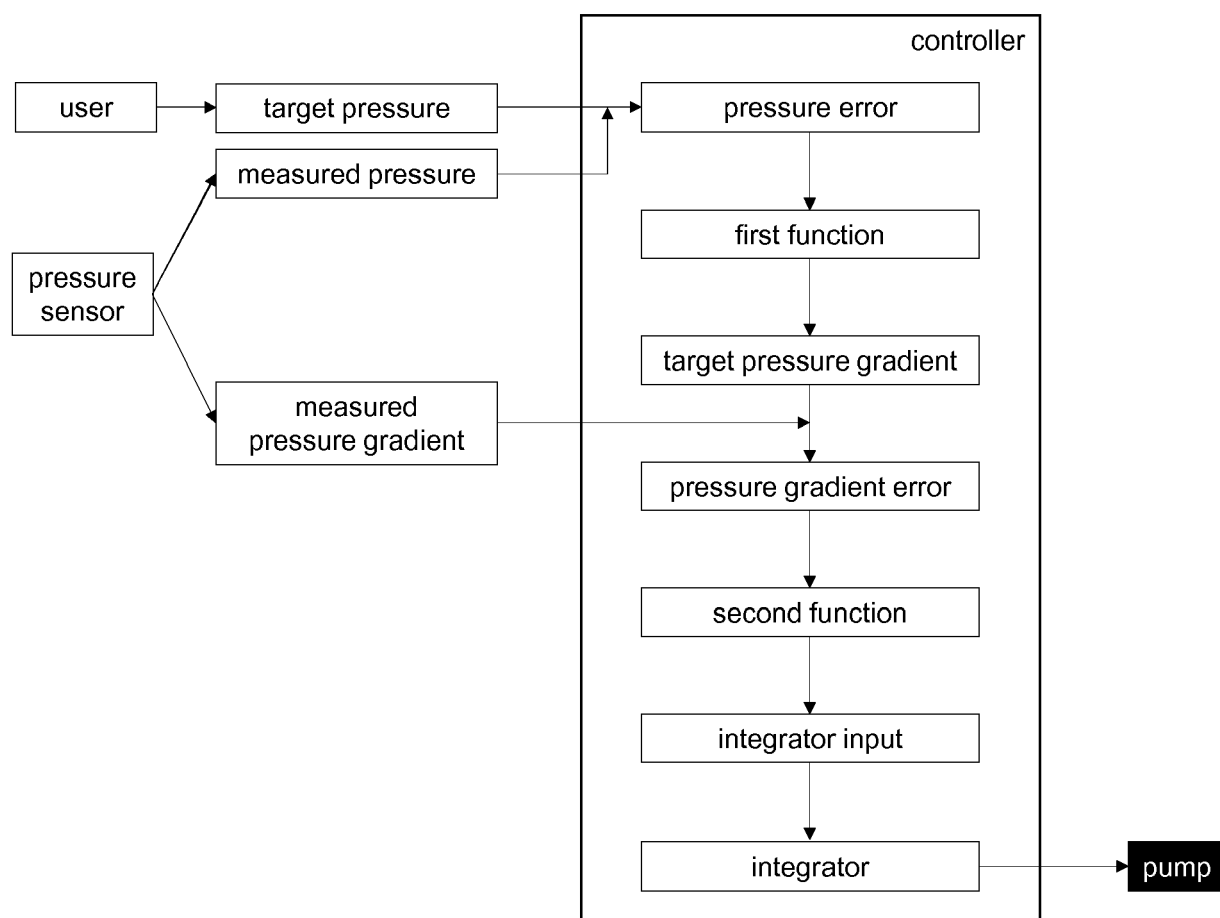 controller
user
target pressure
pressure error
measured pressure
first function
pressure
sensor
target pressure gradient
measured
pressure gradient
pressure gradient error
second function
integrator input
integrator
pump